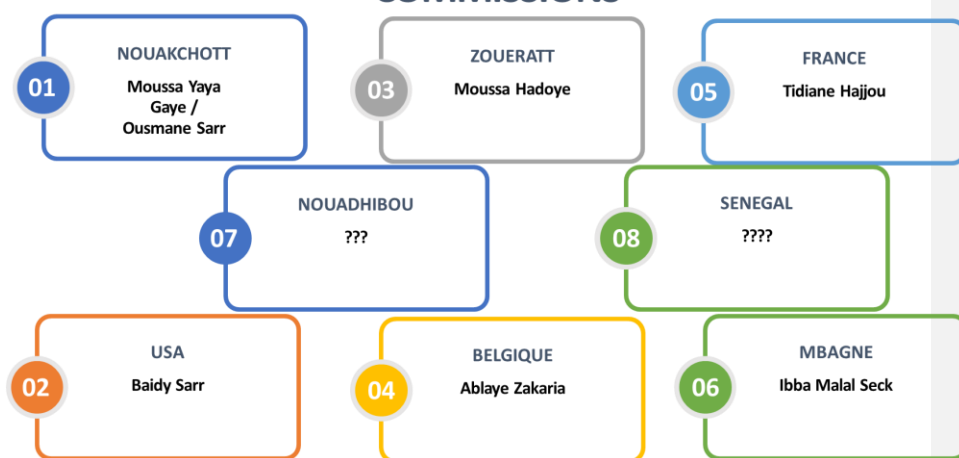 COMMISSIONS
01
NOUAKCHOTT
Moussa Yaya
Gaye /
Ousmane Sarr
03
ZOUERATT
Moussa Hadoye
05
FRANCE
Tidiane Hajjou
07
NOUADHIBOU
???
08
SENEGAL
????
02
USA
Baidy Sarr
04
BELGIQUE
Ablaye Zakaria
06
MBAGNE
Ibba Malal Seck